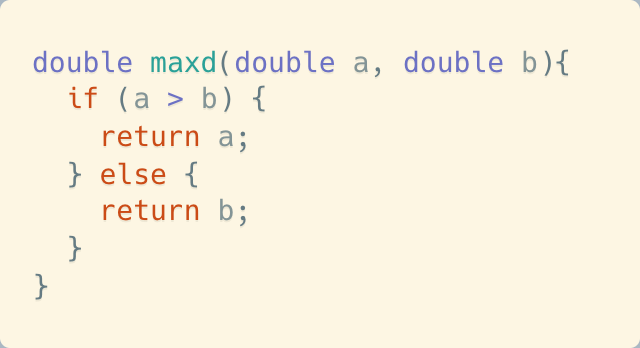 double maxd(double a, double b){
  if (a > b) {
    return a;
  } else {
    return b;
  }
}